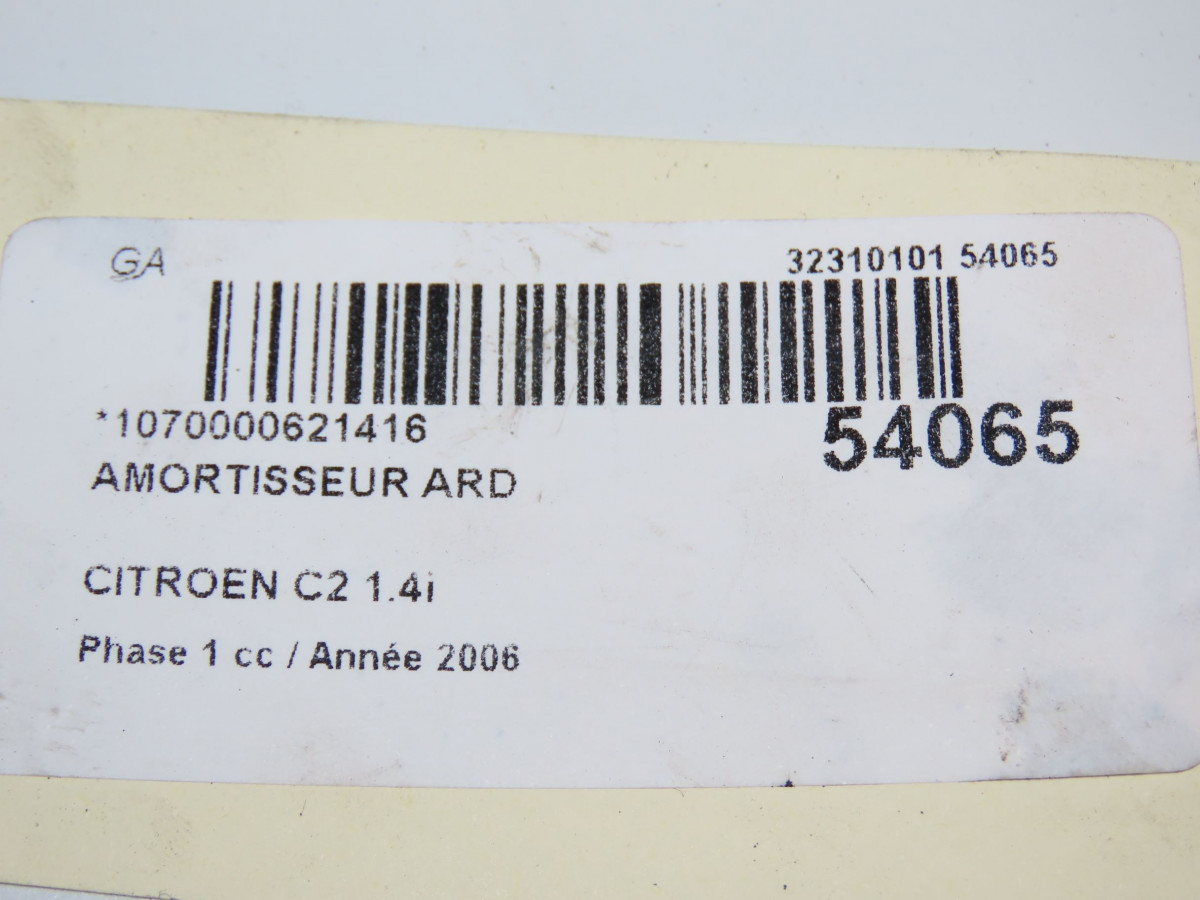 GA 32310101 54065
*1070000621416 54065
AMORTISSEUR ARD
CITROEN C2 1.4i
Phase 1 cc / Année 2006